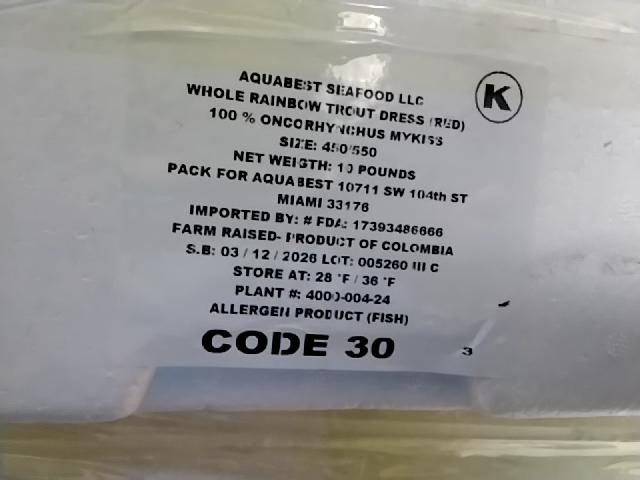 AQUABEST SEAFOOD LLC
K
WHOLE RAINBOW TROUT DRESS (RED)
100 % ONCORHYNCHUS MYKISS
SIZE: 450/550
NET WEIGTH: 10 POUNDS
PACK FOR AQUABEST 10711 SW 104th ST
MIAMI 33176
IMPORTED BY: # FDA: 17393486666
FARM RAISED- PRODUCT OF COLOMBIA
S.B: 03 / 12 / 2026 LOT: 005260 III C
STORE AT: 28 °F / 36 °F
PLANT #: 4000-004-24
ALLERGEN PRODUCT (FISH)
CODE 30
3